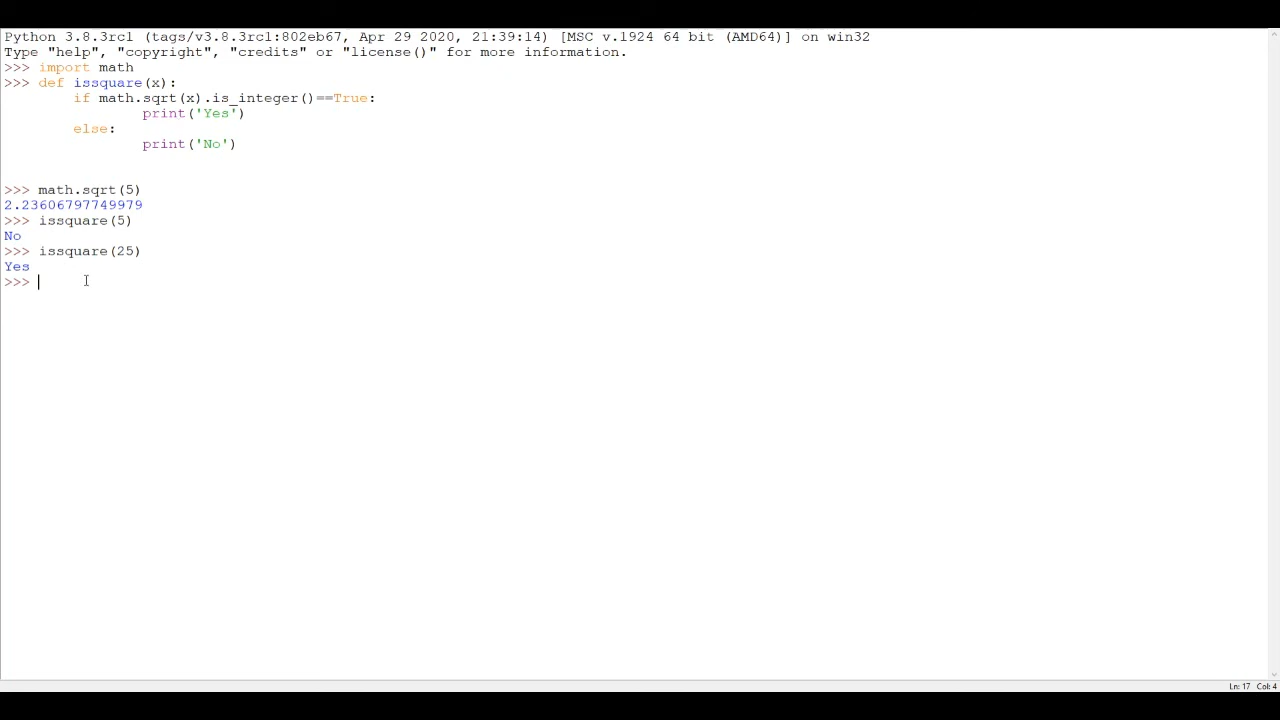 Python 3.8.3rc1 (tags/v3.8.3rc1:802eb67, Apr 29 2020, 21:39:14) [MSC v.1924 64 bit (AMD64)] on win32
Type "help", "copyright", "credits" or "license()" for more information.
>>> import math
>>> def issquare(x):
        if math.sqrt(x).is_integer()==True:
                print('Yes')
        else:
                print('No')
>>> math.sqrt(5)
2.23606797749979
>>> issquare(5)
No
>>> issquare(25)
Yes
>>>
Ln: 17 Col: 4